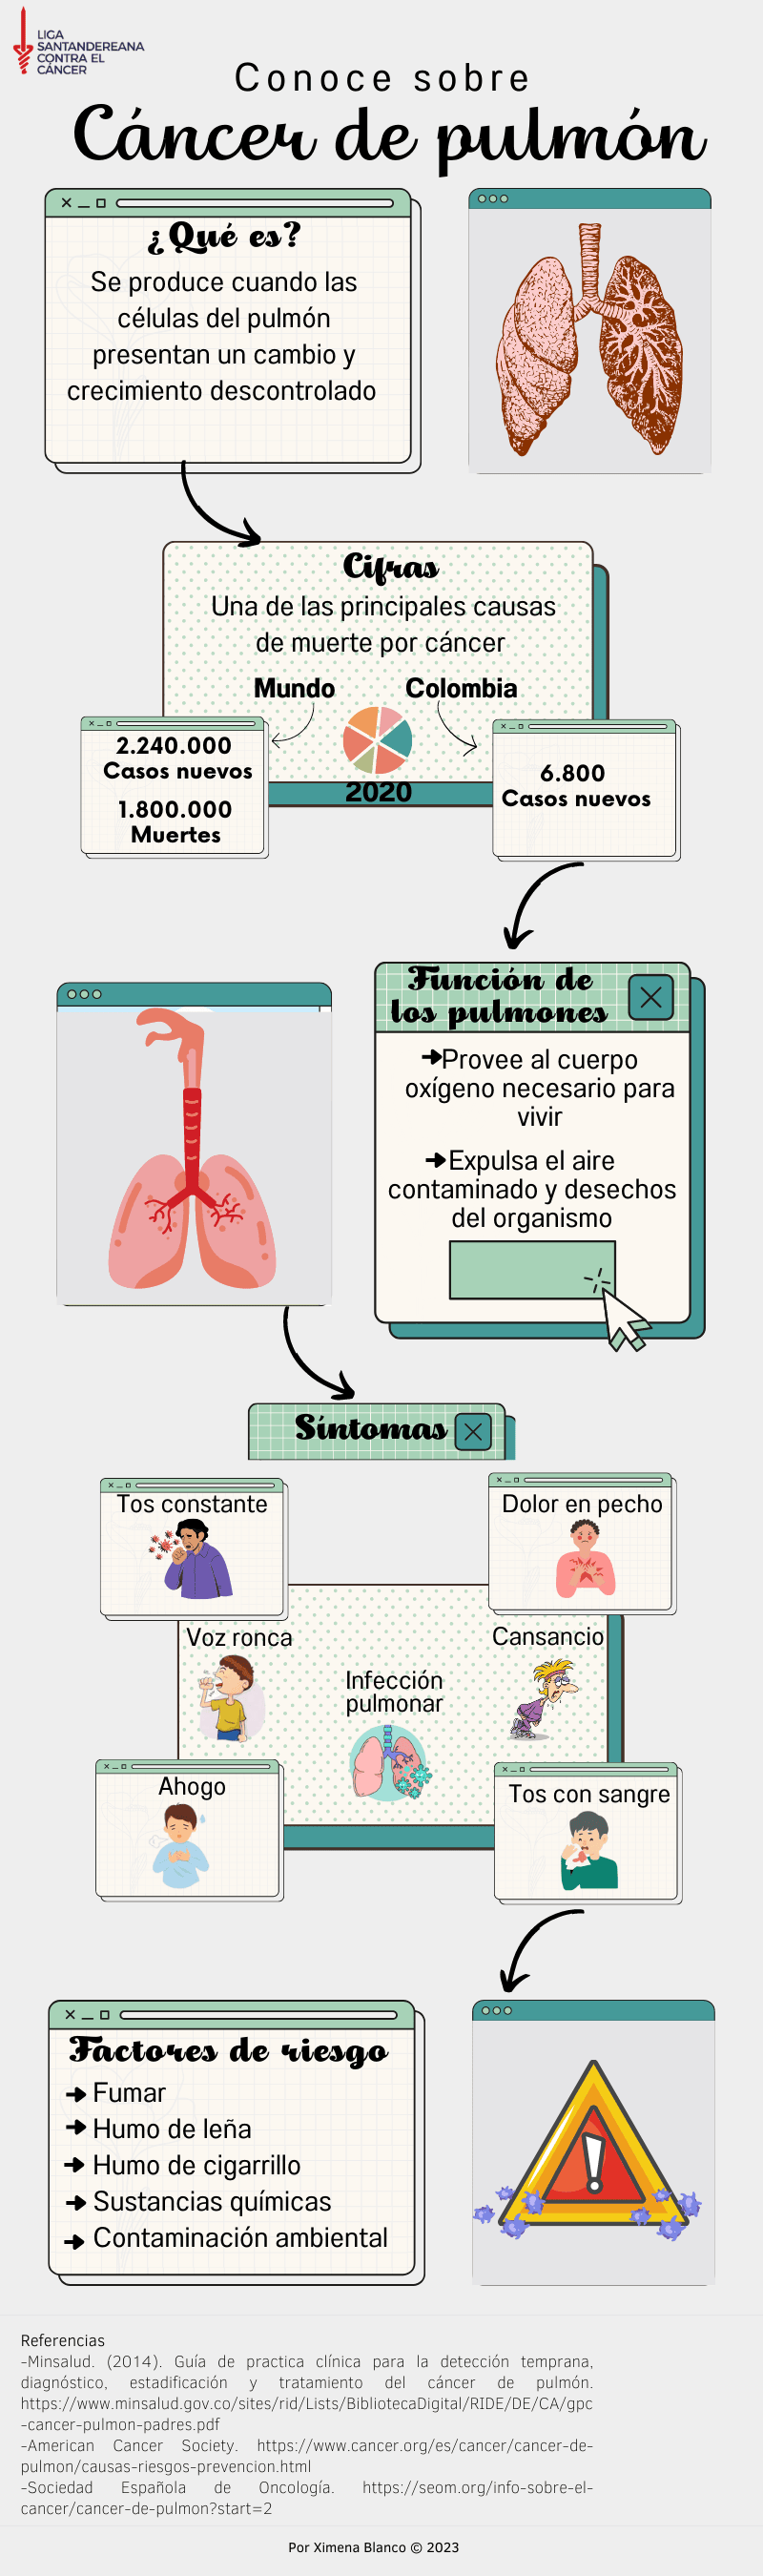 LIGA
SANTANDEREANA
CONTRA EL
CÁNCER
Conoce sobre
Cáncer de pulmón
¿Qué es?
Se produce cuando las
células del pulmón
presentan un cambio y
crecimiento descontrolado
Cifras
Una de las principales causas
de muerte por cáncer
Mundo
Colombia
2.240.000
Casos nuevos
1.800.000
Muertes
2020
6.800
Casos nuevos
Función de
los pulmones
Provee al cuerpo
oxígeno necesario para
vivir
Expulsa el aire
contaminado y desechos
del organismo
Síntomas
Tos constante
Dolor en pecho
Voz ronca
Cansancio
Infección
pulmonar
Ahogo
Tos con sangre
Factores de riesgo
Fumar
Humo de leña
Humo de cigarrillo
Sustancias químicas
Contaminación ambiental
Referencias
-Minsalud. (2014). Guía de practica clínica para la detección temprana,
diagnóstico, estadificación y tratamiento del cáncer de pulmón.
https://www.minsalud.gov.co/sites/rid/Lists/BibliotecaDigital/RIDE/DE/CA/gpc
-cancer-pulmon-padres.pdf
-American Cancer Society. https://www.cancer.org/es/cancer/cancer-de-
pulmon/causas-riesgos-prevencion.html
-Sociedad Española de Oncología. https://seom.org/info-sobre-el-
cancer/cancer-de-pulmon?start=2
Por Ximena Blanco © 2023